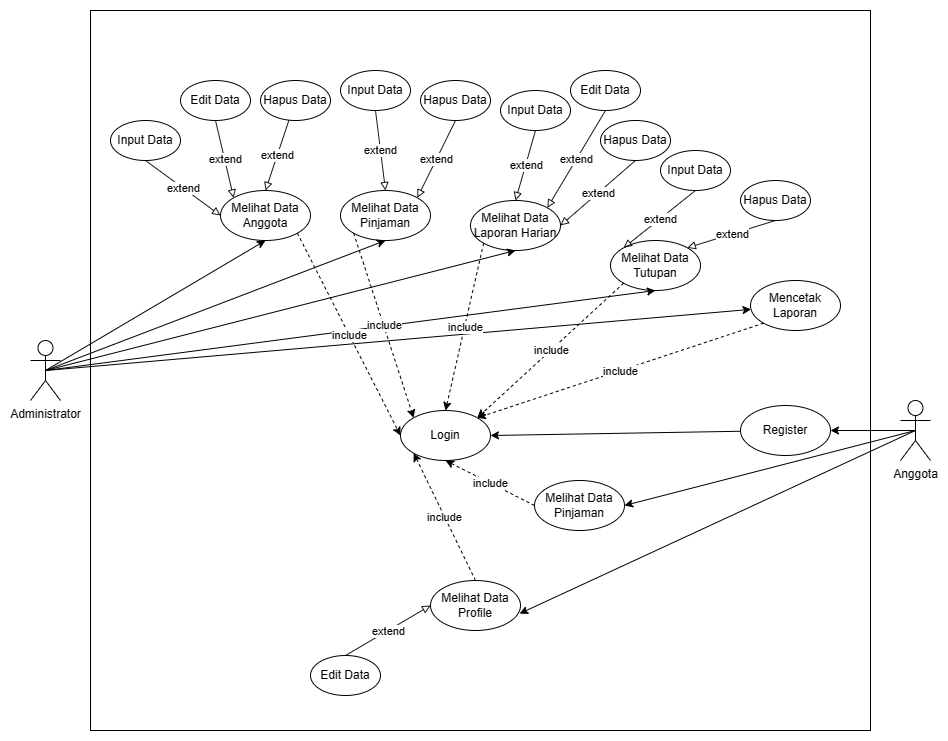 Input Data
Edit Data
Hapus Data
Input Data
Hapus Data
Input Data
Edit Data
Hapus Data
Input Data
Hapus Data
extend
extend
extend
extend
extend
extend
extend
extend
extend
extend
Melihat Data
Anggota
Melihat Data
Pinjaman
Melihat Data
Laporan Harian
Melihat Data
Tutupan
Mencetak
Laporan
include
include
include
include
include
Administrator
Login
Register
Anggota
include
Melihat Data
Pinjaman
include
Melihat Data
Profile
extend
Edit Data